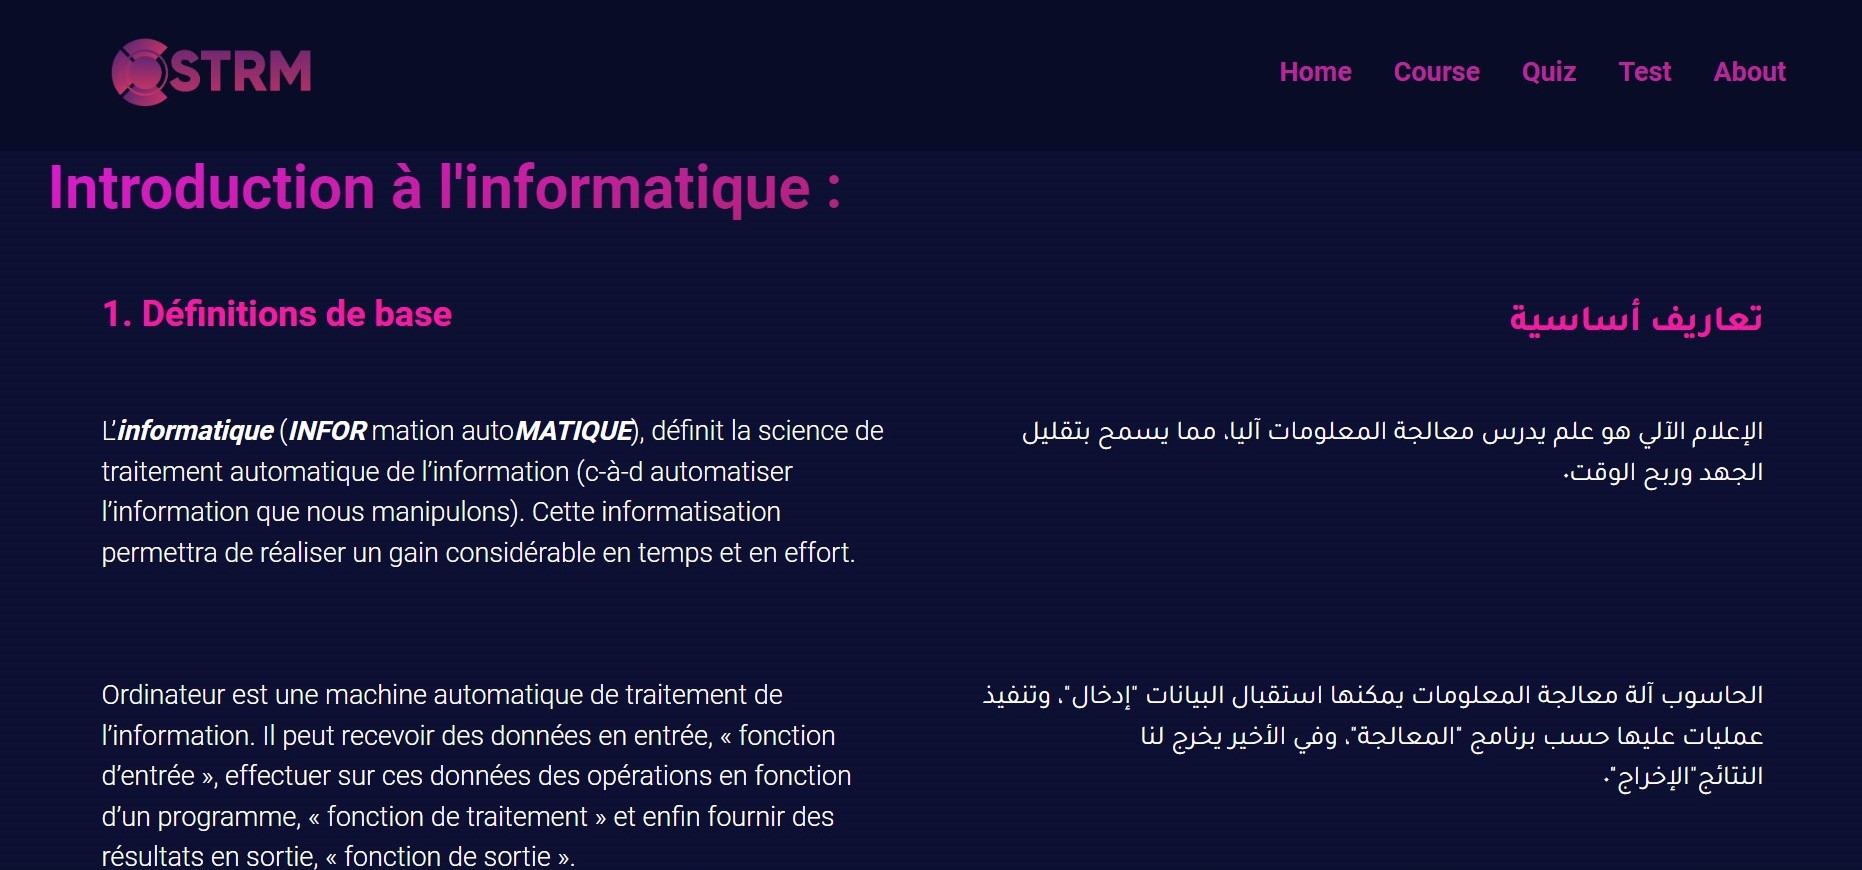 STRM
Home Course Quiz Test About
Introduction à l'informatique :
1. Définitions de base
تعاريف أساسية
L’informatique (INFOR mation autoMATIQUE), définit la science de
traitement automatique de l’information (c-à-d automatiser
l’information que nous manipulons). Cette informatisation
permettra de réaliser un gain considérable en temps et en effort.
الإعلام الآلي هو علم يدرس معالجة المعلومات آليا، مما يسمح بتقليل
الجهد وربح الوقت.
Ordinateur est une machine automatique de traitement de
l’information. Il peut recevoir des données en entrée, « fonction
d’entrée », effectuer sur ces données des opérations en fonction
d’un programme, « fonction de traitement » et enfin fournir des
résultats en sortie, « fonction de sortie ».
الحاسوب آلة معالجة المعلومات يمكنها استقبال البيانات "إدخال"، وتنفيذ
عمليات عليها حسب برنامج "المعالجة"، وفي الأخير يخرج لنا
النتائج"الإخراج".